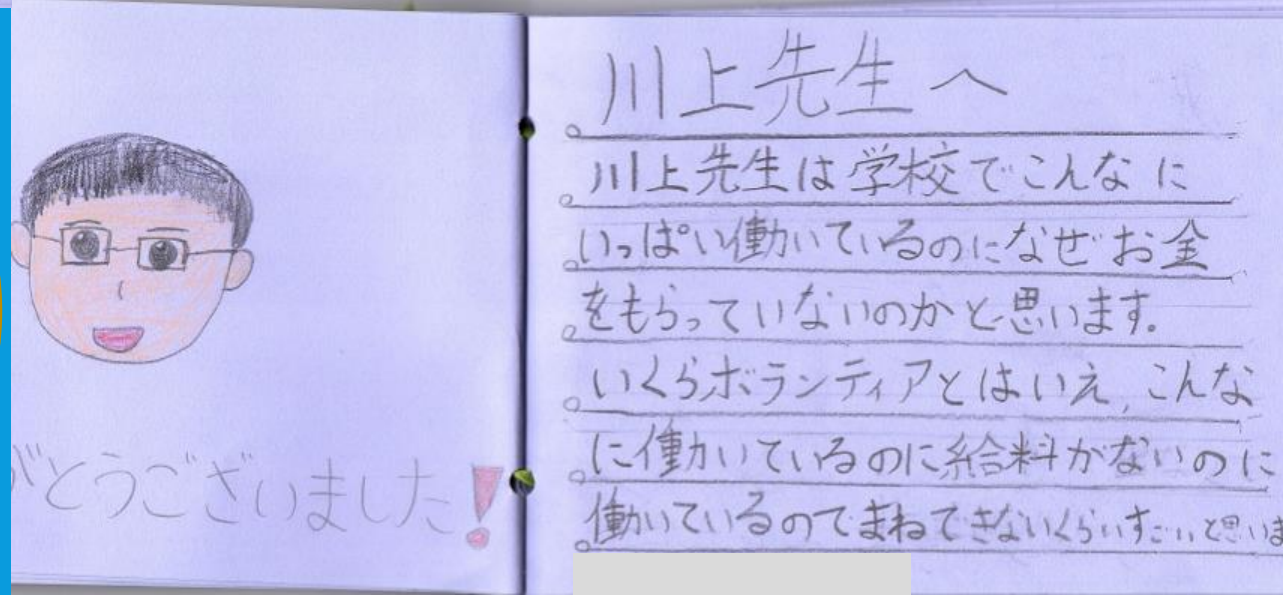 がとうございました!
川上先生へ
川上先生は学校でこんなに
いっぱい働いているのになぜお金
をもらっていないのかと思います。
いくらボランティアとはいえ、こんな
に働いているのに給料がないのに
働いているのでまねできないくらいすごいと思いま